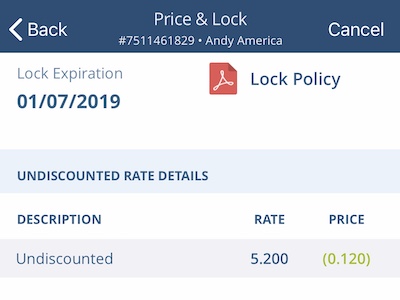 Back
Price & Lock
Cancel
#7511461829 • Andy America
Lock Expiration
01/07/2019
Lock Policy
UNDISCOUNTED RATE DETAILS
DESCRIPTION RATE PRICE
Undiscounted 5.200 (0.120)